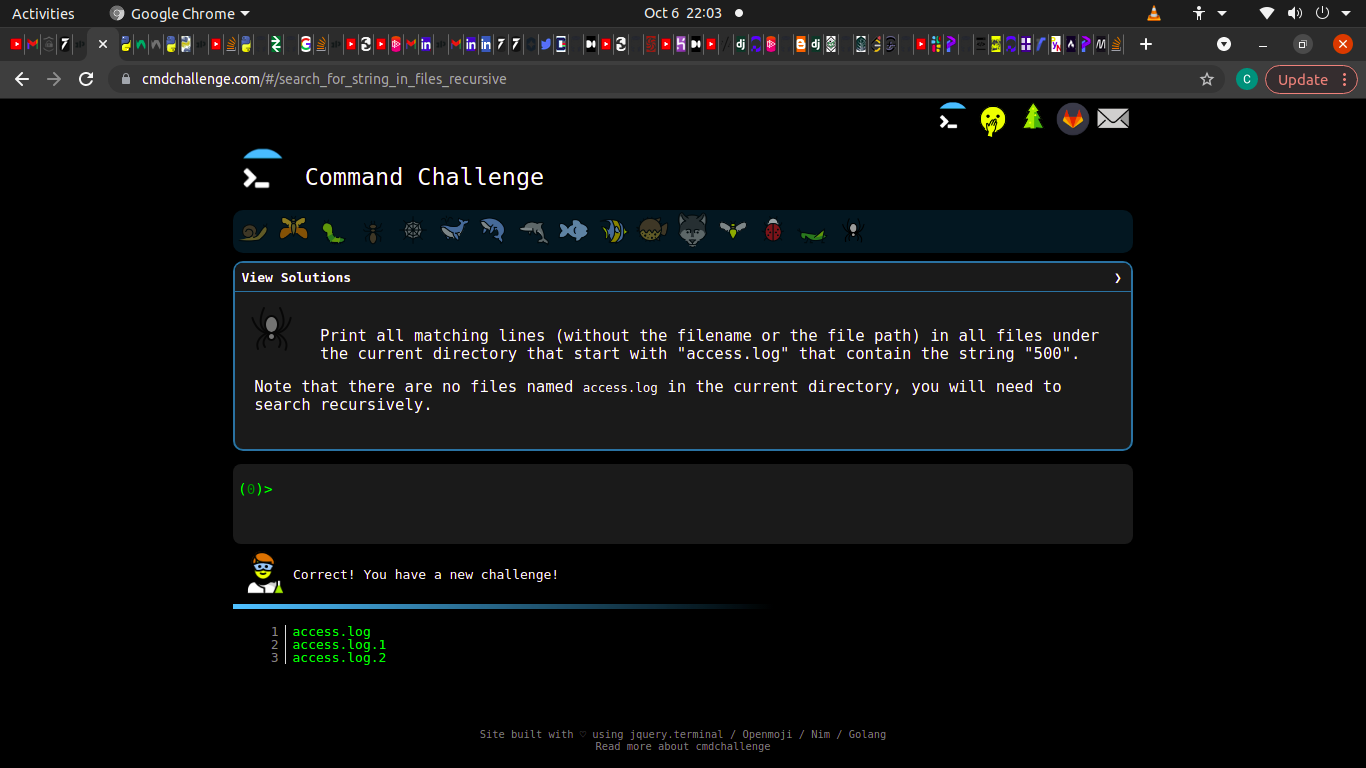 Activities
Google Chrome
Oct 6 22:03
cmdchallenge.com/#/search_for_string_in_files_recursive
C
Update
Command Challenge
View Solutions
Print all matching lines (without the filename or the file path) in all files under
the current directory that start with "access.log" that contain the string "500".
Note that there are no files named access.log in the current directory, you will need to
search recursively.
(0)>
Correct! You have a new challenge!
1 access.log
2 access.log.1
3 access.log.2
Site built with ♡ using jquery.terminal / Openmoji / Nim / Golang
Read more about cmdchallenge